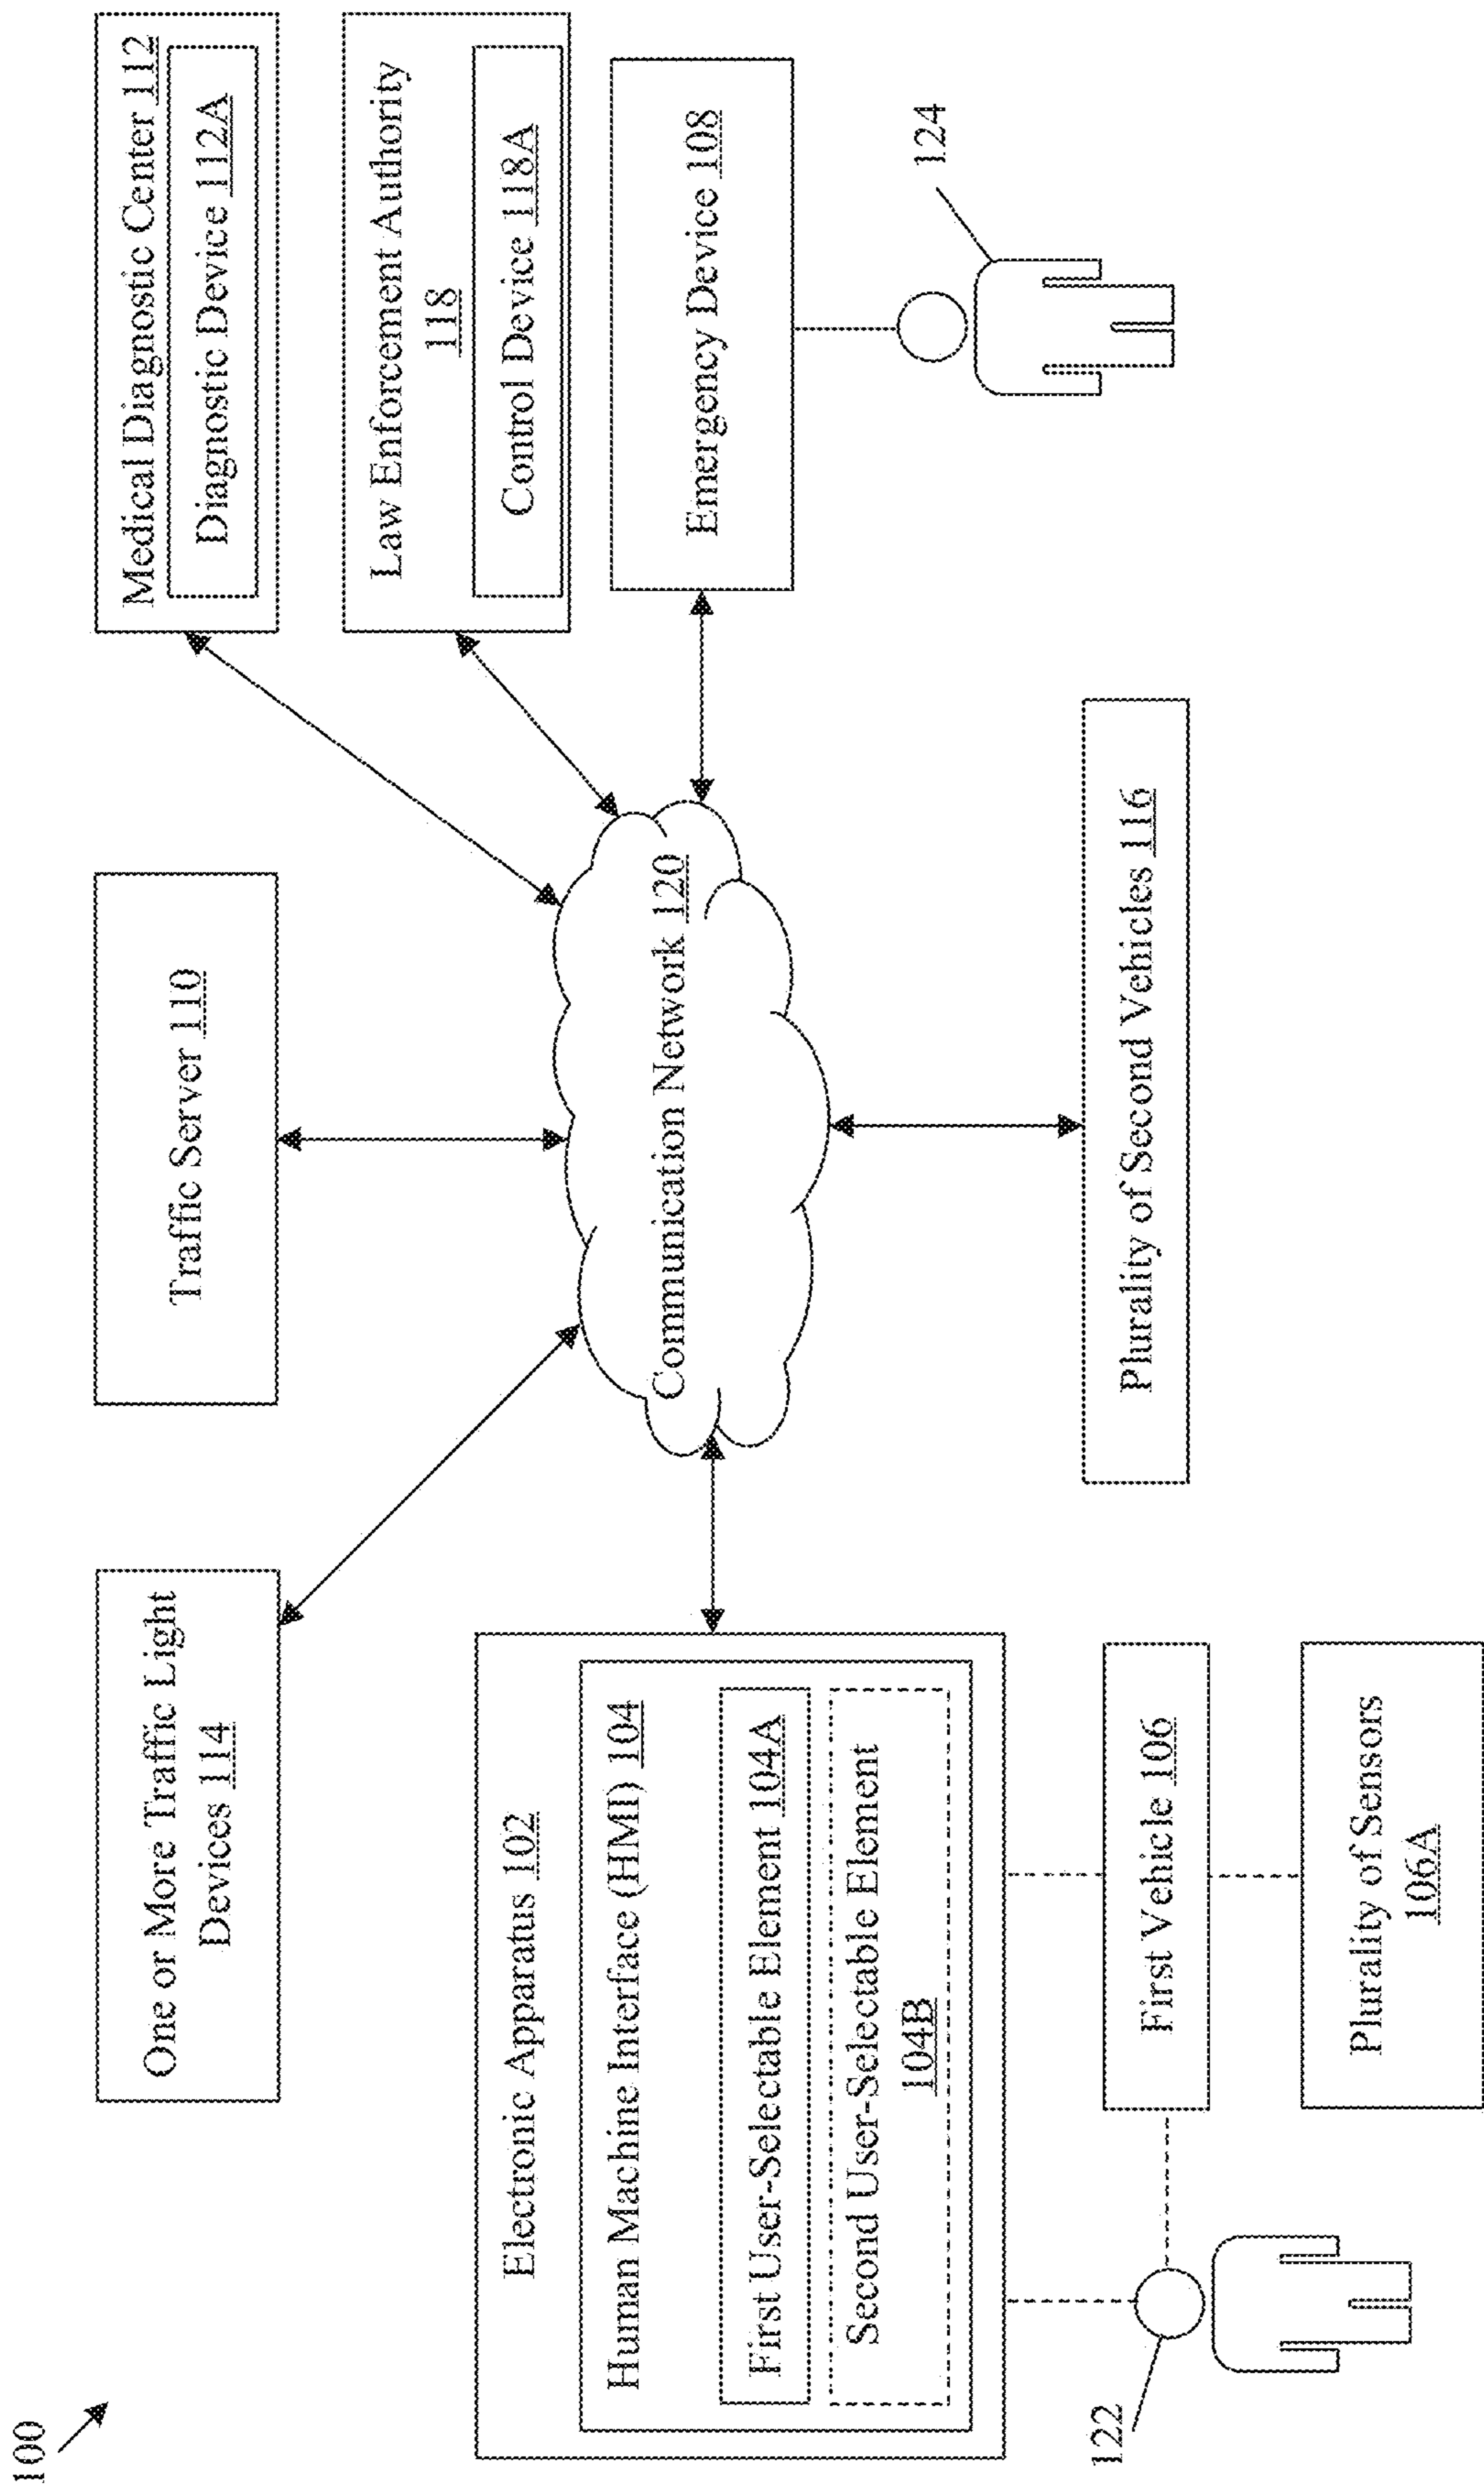 100
One or More Traffic Light
Devices 114
Traffic Server 110
Medical Diagnostic Center 112
Diagnostic Device 112A
Law Enforcement Authority
118
Control Device 118A
Emergency Device 108
124
Communication Network 120
Electronic Apparatus 102
Human Machine Interface (HMI) 104
First User-Selectable Element 104A
Second User-Selectable Element
104B
First Vehicle 106
Plurality of Sensors
106A
122
Plurality of Second Vehicles 116